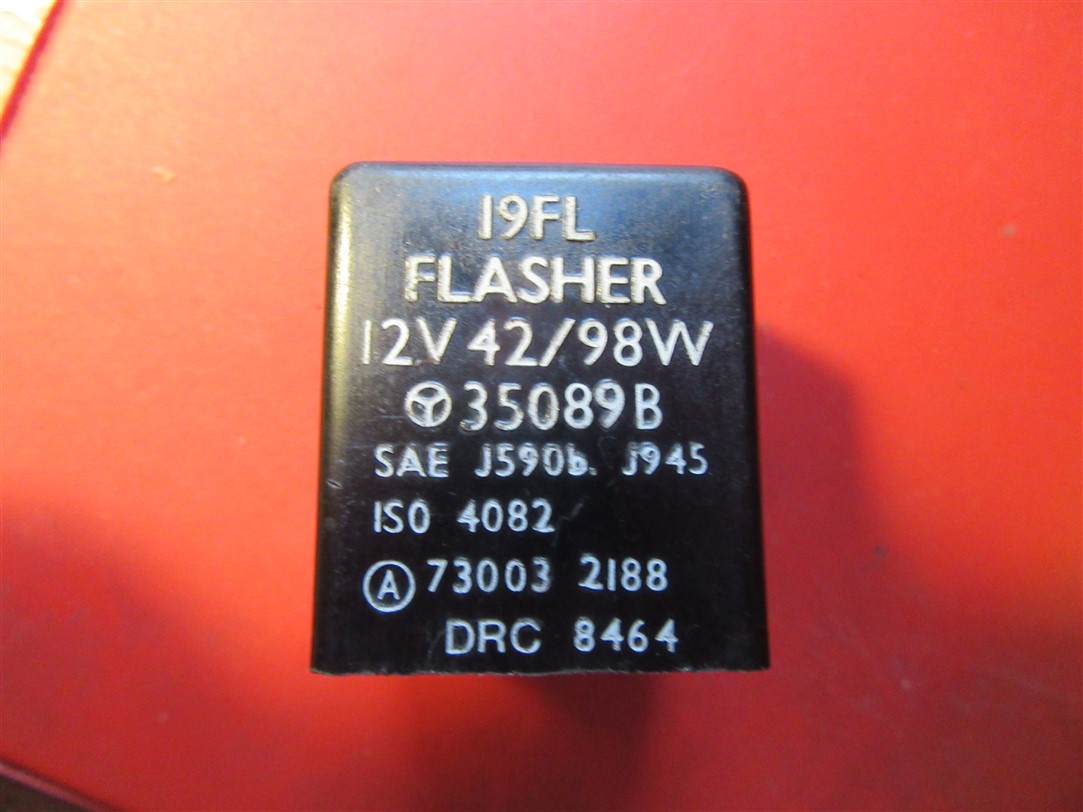 19FL
FLASHER
12V 42/98W
35089B
SAE J590b. J945
ISO 4082
A 73003 2188
DRC 8464